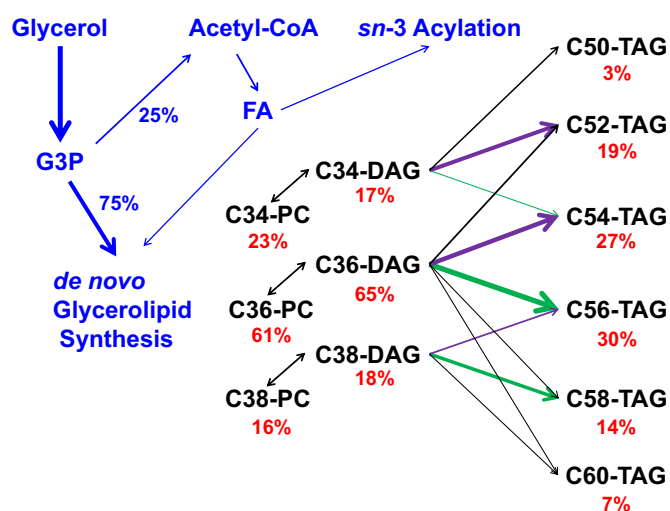 Glycerol
Acetyl-CoA
sn-3 Acylation
C50-TAG
3%
FA
25%
C52-TAG
19%
G3P
C34-DAG
17%
75%
C34-PC
23%
C54-TAG
27%
C36-DAG
65%
de novo
Glycerolipid
Synthesis
C36-PC
61%
C56-TAG
30%
C38-DAG
18%
C38-PC
16%
C58-TAG
14%
C60-TAG
7%